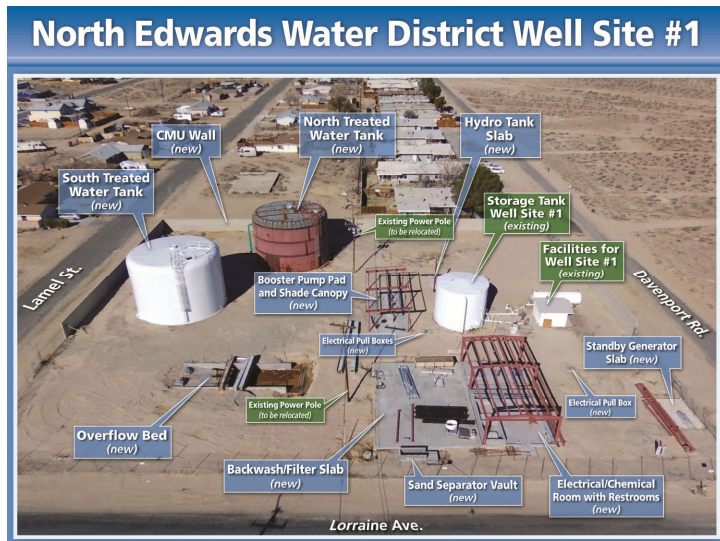 North Edwards Water District Well Site #1
CMU Wall
(new)
North Treated
Water Tank
(new)
Hydro Tank
Slab
(new)
South Treated
Water Tank
(new)
Storage Tank
Well Site #1
(existing)
Existing Power Pole
(to be relocated)
Facilities for
Well Site #1
(existing)
Lamel St.
Davenport Rd.
Booster Pump Pad
and Shade Canopy
(new)
Electrical Pull Boxes
(new)
Standby Generator
Slab (new)
Existing Power Pole
(to be relocated)
Electrical Pull Box
(new)
Overflow Bed
(new)
Backwash/Filter Slab
(new)
Sand Separator Vault
(new)
Electrical/Chemical
Room with Restrooms
(new)
Lorraine Ave.